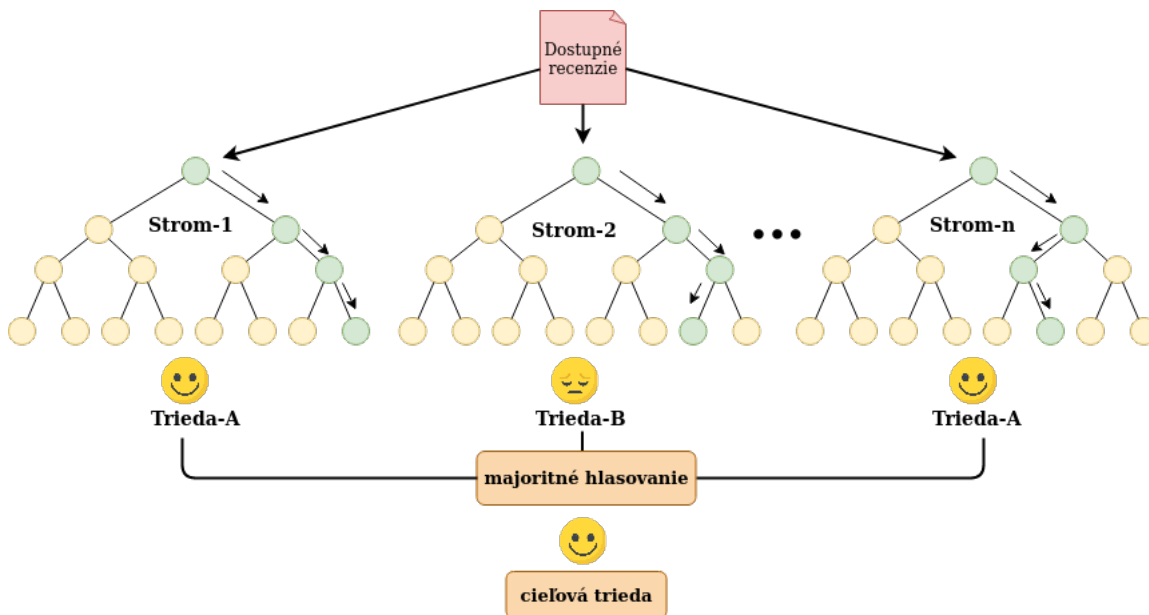 Dostupné
recenzie
Strom-1
Strom-2
Strom-n
Trieda-A
Trieda-B
Trieda-A
majoritné hlasovanie
cieľová trieda